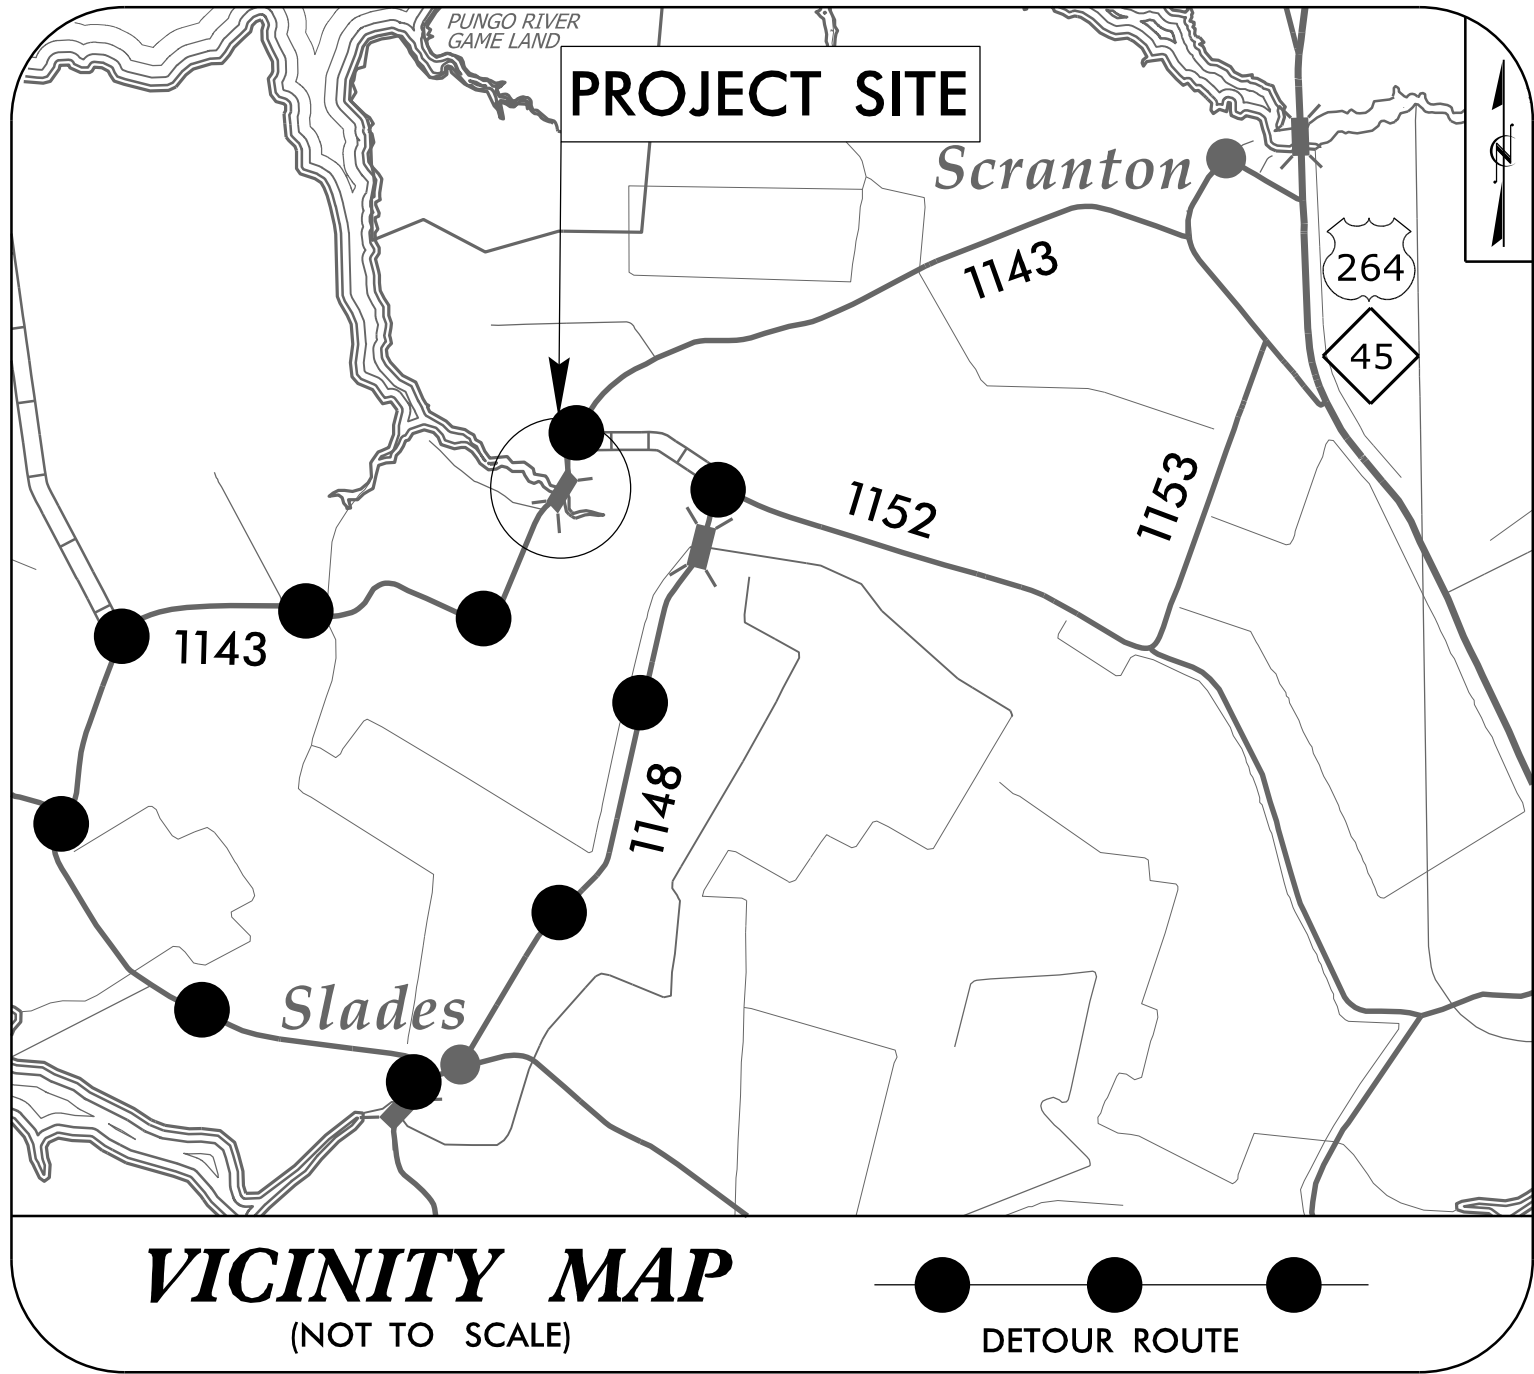 PUNGO RIVER
GAME LAND
PROJECT SITE
N
Scranton
264
1143
45
1153
1152
1143
1148
Slades
VICINITY MAP
(NOT TO SCALE)
DETOUR ROUTE